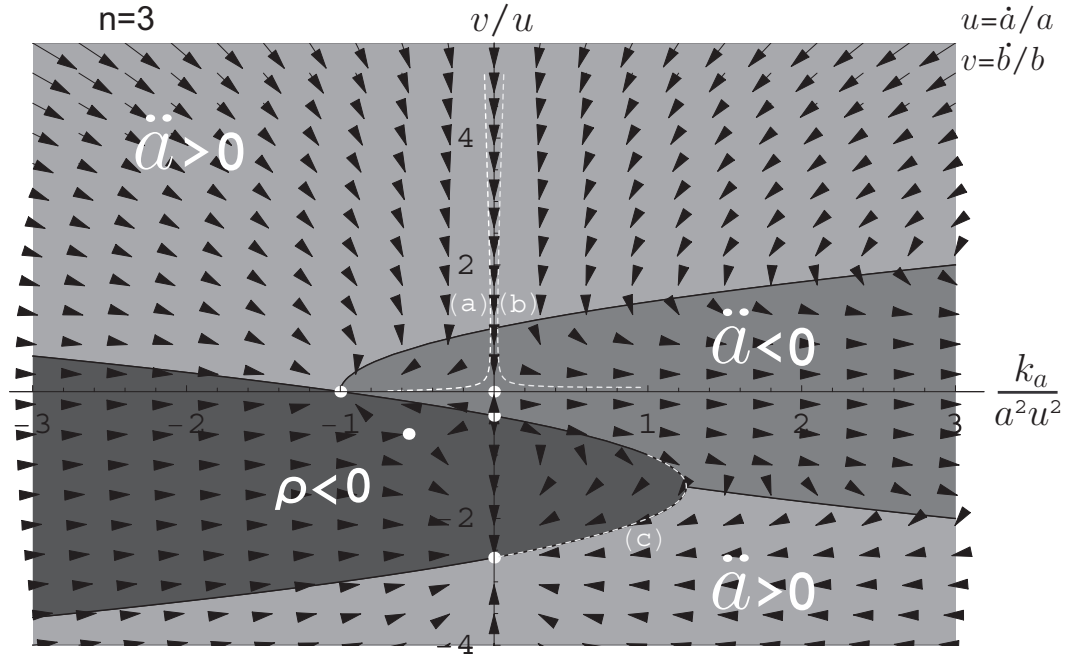 n=3
v/u
u=ȧ/a
v=ḃ/b
4
ä>0
2
(a) (b)
ä<0
k_a
a²u²
-3 -2 -1 1 2 3
ρ<0
-2
(c)
ä>0
-4